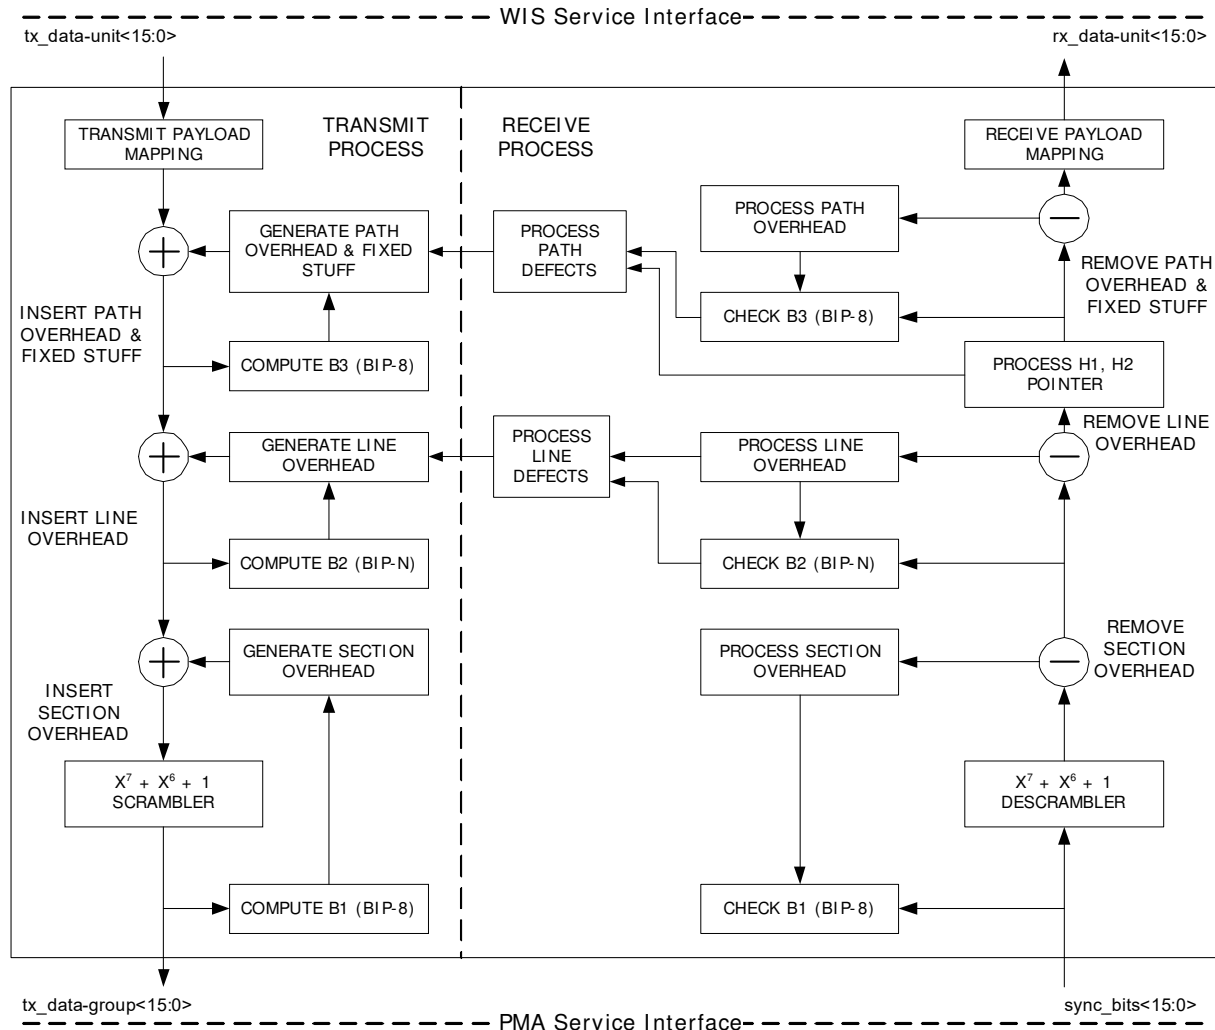 WIS Service Interface
tx_data-unit<15:0>
rx_data-unit<15:0>
TRANSMIT PAYLOAD
MAPPING
TRANSMIT
PROCESS
RECEIVE
PROCESS
RECEIVE PAYLOAD
MAPPING
GENERATE PATH
OVERHEAD & FIXED
STUFF
PROCESS
PATH
DEFECTS
PROCESS PATH
OVERHEAD
REMOVE PATH
OVERHEAD &
FIXED STUFF
INSERT PATH
OVERHEAD &
FIXED STUFF
COMPUTE B3 (BIP-8)
CHECK B3 (BIP-8)
PROCESS H1, H2
POINTER
GENERATE LINE
OVERHEAD
PROCESS
LINE
DEFECTS
PROCESS LINE
OVERHEAD
REMOVE LINE
OVERHEAD
INSERT LINE
OVERHEAD
COMPUTE B2 (BIP-N)
CHECK B2 (BIP-N)
GENERATE SECTION
OVERHEAD
PROCESS SECTION
OVERHEAD
REMOVE
SECTION
OVERHEAD
INSERT
SECTION
OVERHEAD
X⁷ + X⁶ + 1
SCRAMBLER
X⁷ + X⁶ + 1
DESCRAMBLER
COMPUTE B1 (BIP-8)
CHECK B1 (BIP-8)
tx_data-group<15:0>
sync_bits<15:0>
PMA Service Interface